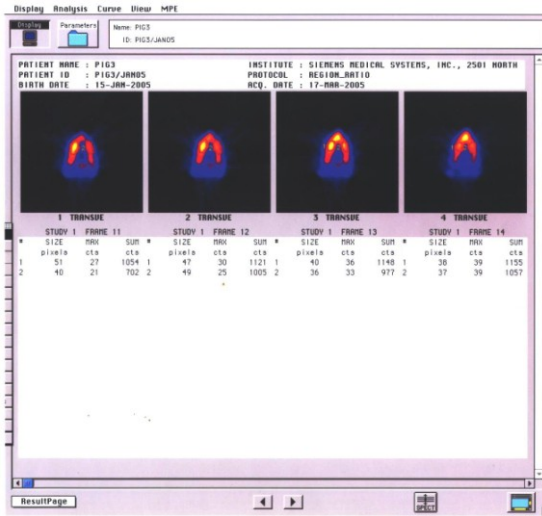 Display Analysis Curve View MPE
Display
Parameters
Name: PIG3
ID: PIG3/JAN05
PATIENT NAME : PIG3
PATIENT ID : PIG3/JAN05
BIRTH DATE : 15-JAN-2005
INSTITUTE : SIEMENS MEDICAL SYSTEMS, INC., 2501 NORTH
PROTOCOL : REGION_RATIO
ACQ. DATE : 17-MAR-2005
1 TRANSVE 2 TRANSVE 3 TRANSVE 4 TRANSVE
STUDY 1 FRAME 11 STUDY 1 FRAME 12 STUDY 1 FRAME 13 STUDY 1 FRAME 14
* SIZE MAX SUM * SIZE MAX SUM * SIZE MAX SUM * SIZE MAX SUM
pixels cts cts pixels cts cts pixels cts cts pixels cts cts
1 51 27 1054 1 47 30 1121 1 40 36 1148 1 38 39 1155
2 40 21 702 2 49 25 1005 2 36 33 977 2 37 39 1057
ResultPage
SPECT